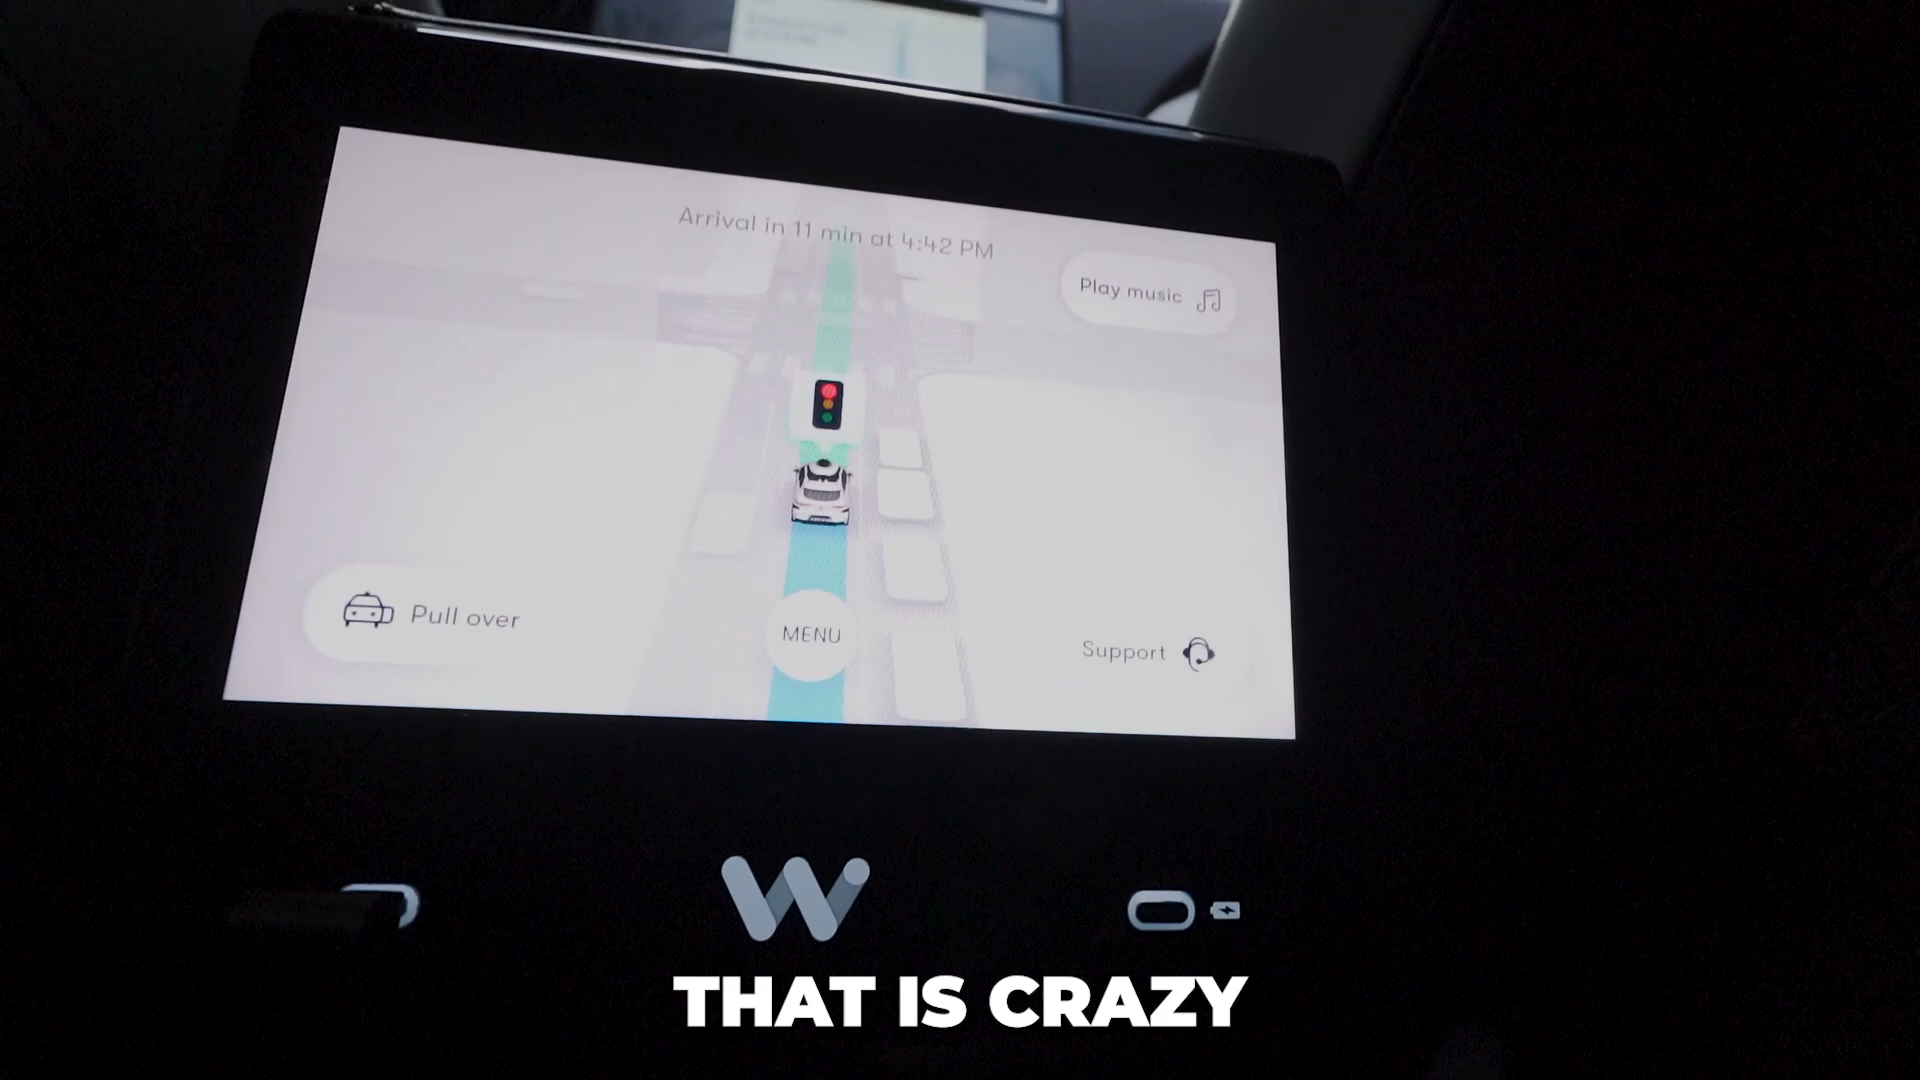 Arrival in 11 min at 4:42 PM
Play music
Pull over
MENU
Support
THAT IS CRAZY